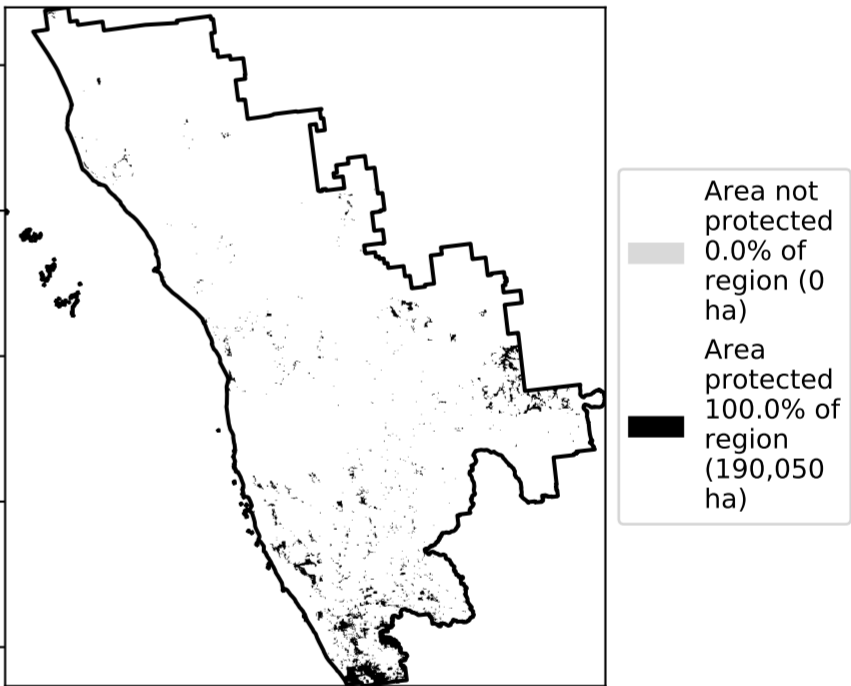 Area not
protected
0.0% of
region (0
ha)
Area
protected
100.0% of
region
(190,050
ha)